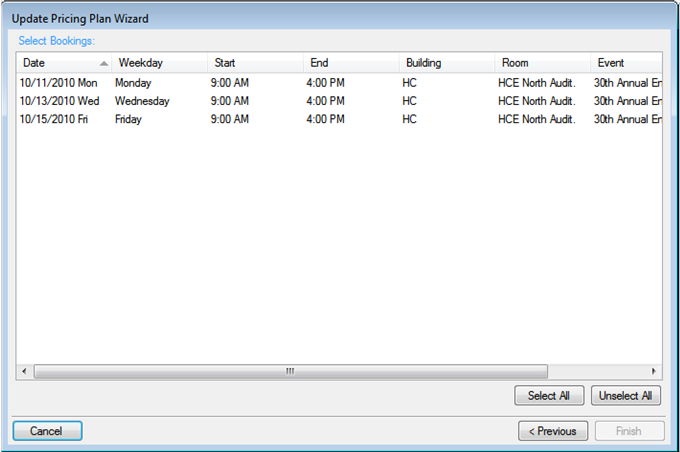 Update Pricing Plan Wizard
Select Bookings:
Date Weekday Start End Building Room Event
10/11/2010 Mon Monday 9:00 AM 4:00 PM HC HCE North Audit. 30th Annual En
10/13/2010 Wed Wednesday 9:00 AM 4:00 PM HC HCE North Audit. 30th Annual En
10/15/2010 Fri Friday 9:00 AM 4:00 PM HC HCE North Audit. 30th Annual En
Select All Unselect All
Cancel < Previous Finish